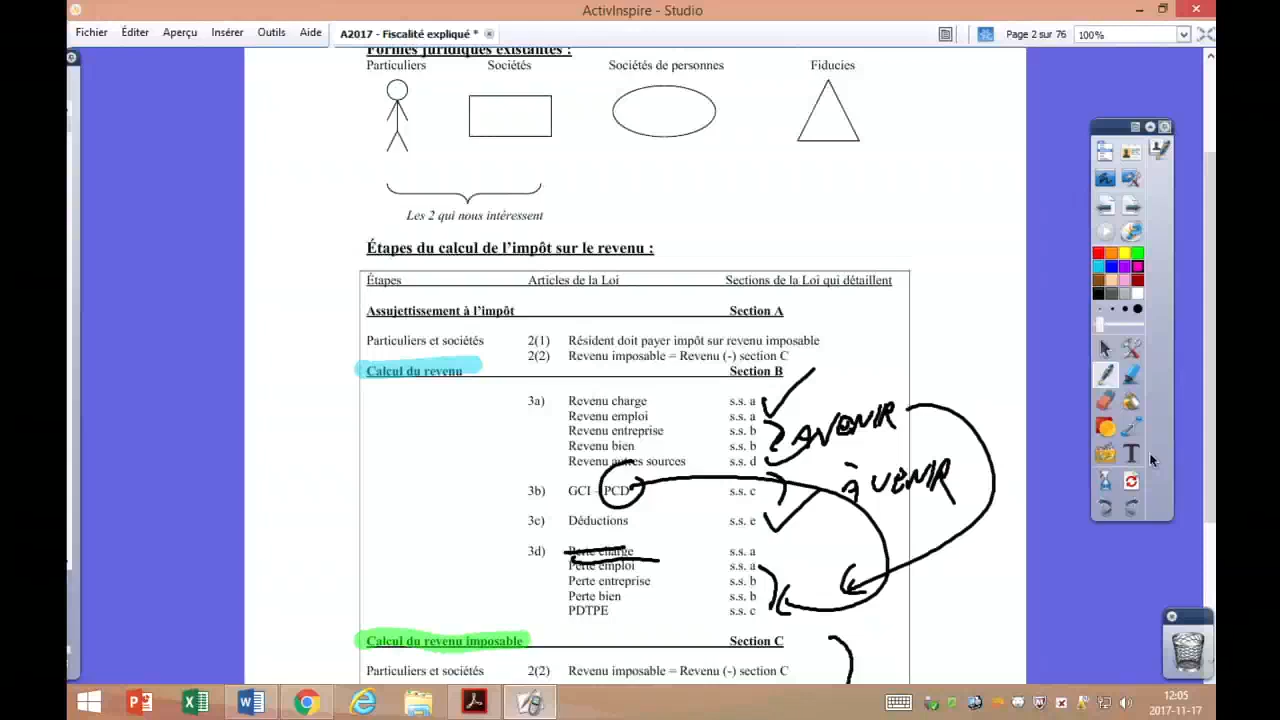 ActivInspire - Studio
Fichier Éditer Aperçu Insérer Outils Aide A2017 - Fiscalité expliqué * Page 2 sur 76 100%
Formes juridiques existantes :
Particuliers Sociétés Sociétés de personnes Fiducies
Les 2 qui nous intéressent
Étapes du calcul de l'impôt sur le revenu :
Étapes Articles de la Loi Sections de la Loi qui détaillent
Assujettissement à l'impôt Section A
Particuliers et sociétés 2(1) Résident doit payer impôt sur revenu imposable
2(2) Revenu imposable = Revenu (-) section C
Calcul du revenu Section B
3a) Revenu charge s.s. a
Revenu emploi s.s. a
Revenu entreprise s.s. b AVENIR
Revenu bien s.s. b
Revenu autres sources s.s. d
3b) GCI - PCD s.s. c à VENIR
3c) Déductions s.s. e
3d) Perte charge s.s. a
Perte emploi s.s. a
Perte entreprise s.s. b
Perte bien s.s. b
PDTPE s.s. c
Calcul du revenu imposable Section C
Particuliers et sociétés 2(2) Revenu imposable = Revenu (-) section C
12:05
2017-11-17